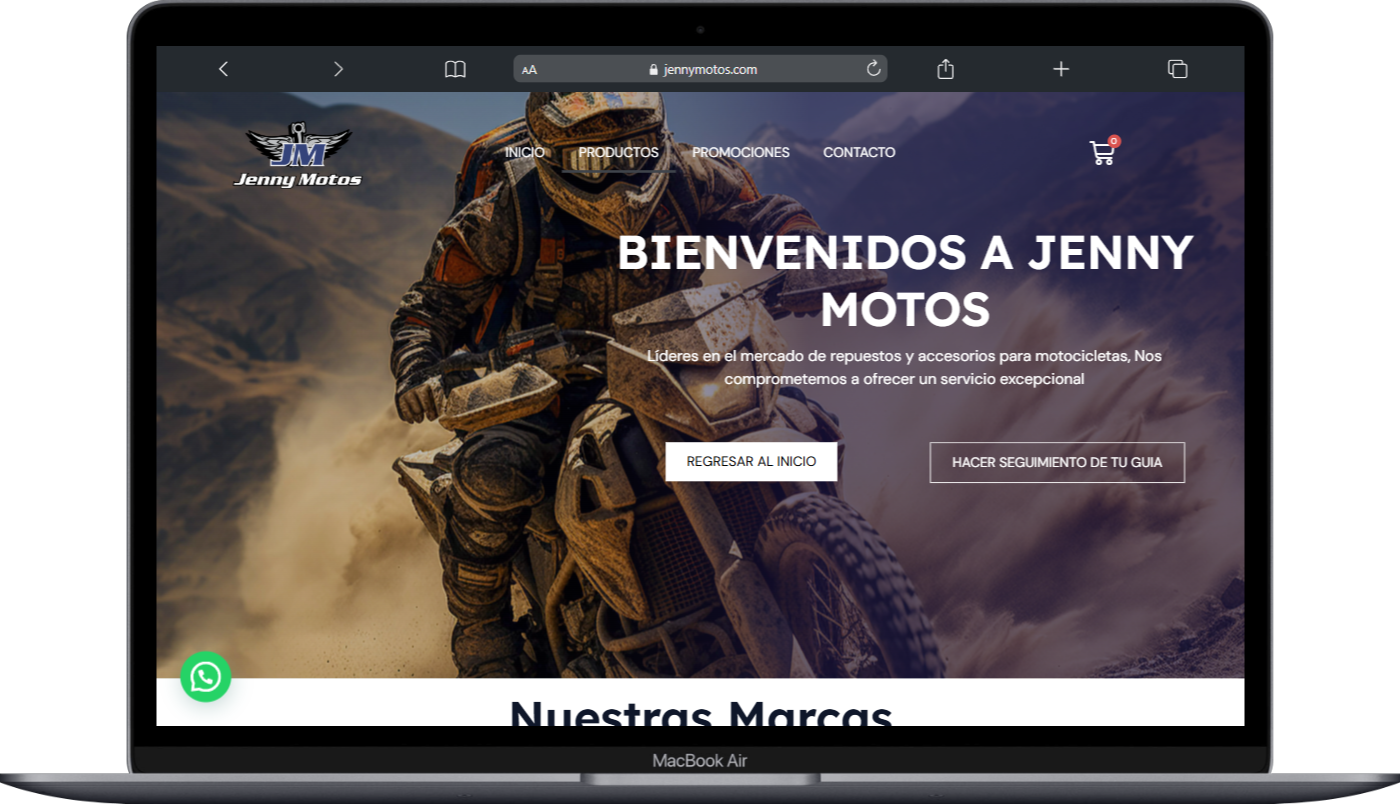 AA
jennymotos.com
JM
Jenny Motos
INICIO
PRODUCTOS
PROMOCIONES
CONTACTO
0
BIENVENIDOS A JENNY
MOTOS
Líderes en el mercado de repuestos y accesorios para motocicletas, Nos
comprometemos a ofrecer un servicio excepcional
REGRESAR AL INICIO
HACER SEGUIMIENTO DE TU GUIA
Nuestras Marcas
MacBook Air